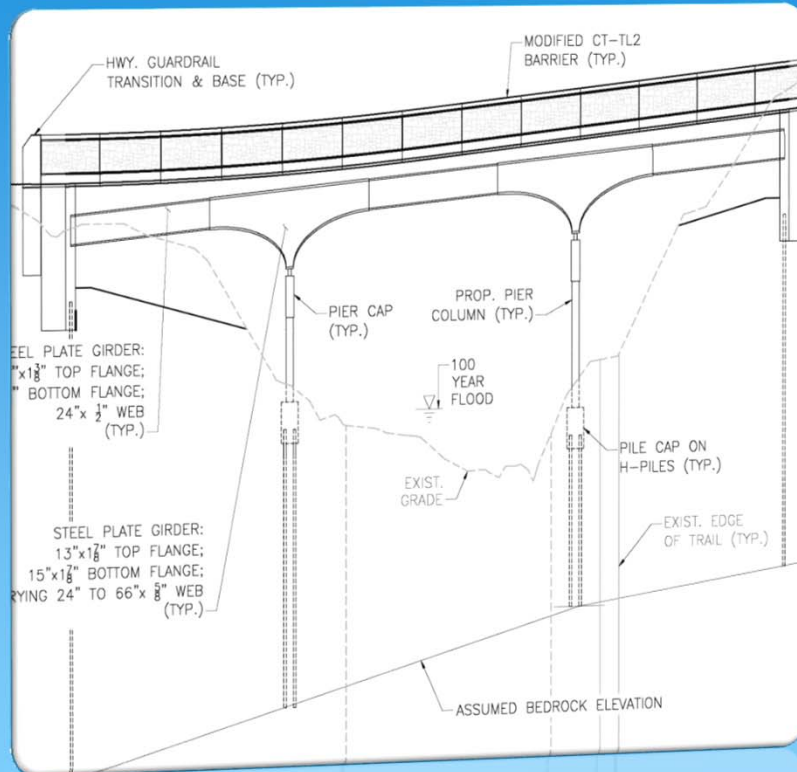 HWY. GUARDRAIL
TRANSITION & BASE (TYP.)
MODIFIED CT-TL2
BARRIER (TYP.)
PIER CAP
(TYP.)
PROP. PIER
COLUMN (TYP.)
100
YEAR
FLOOD
EEL PLATE GIRDER:
"x1⅜" TOP FLANGE;
" BOTTOM FLANGE;
24"x ½" WEB
(TYP.)
PILE CAP ON
H-PILES (TYP.)
EXIST.
GRADE
EXIST. EDGE
OF TRAIL (TYP.)
STEEL PLATE GIRDER:
13"x1⅞" TOP FLANGE;
15"x1⅞" BOTTOM FLANGE;
RYING 24" TO 66"x ⅝" WEB
(TYP.)
ASSUMED BEDROCK ELEVATION